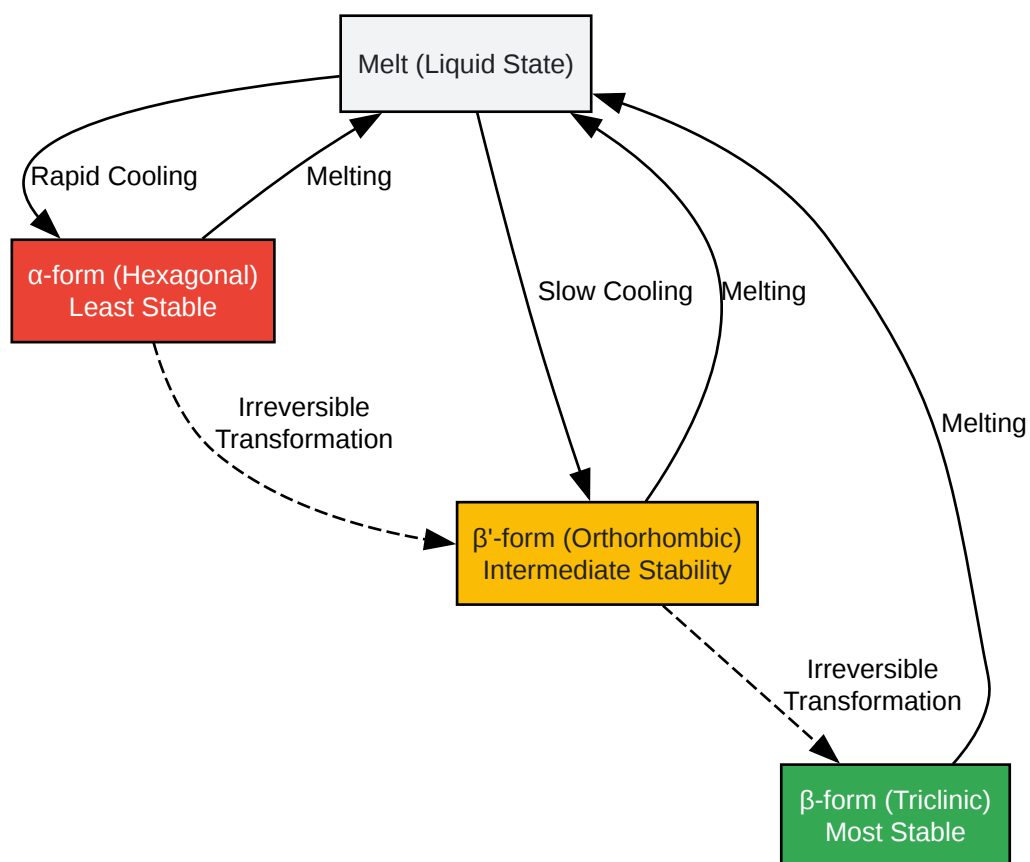 Melt (Liquid State)
Rapid Cooling
Melting
α-form (Hexagonal)
Least Stable
Slow Cooling
Melting
Irreversible
Transformation
Melting
β'-form (Orthorhombic)
Intermediate Stability
Irreversible
Transformation
β-form (Triclinic)
Most Stable